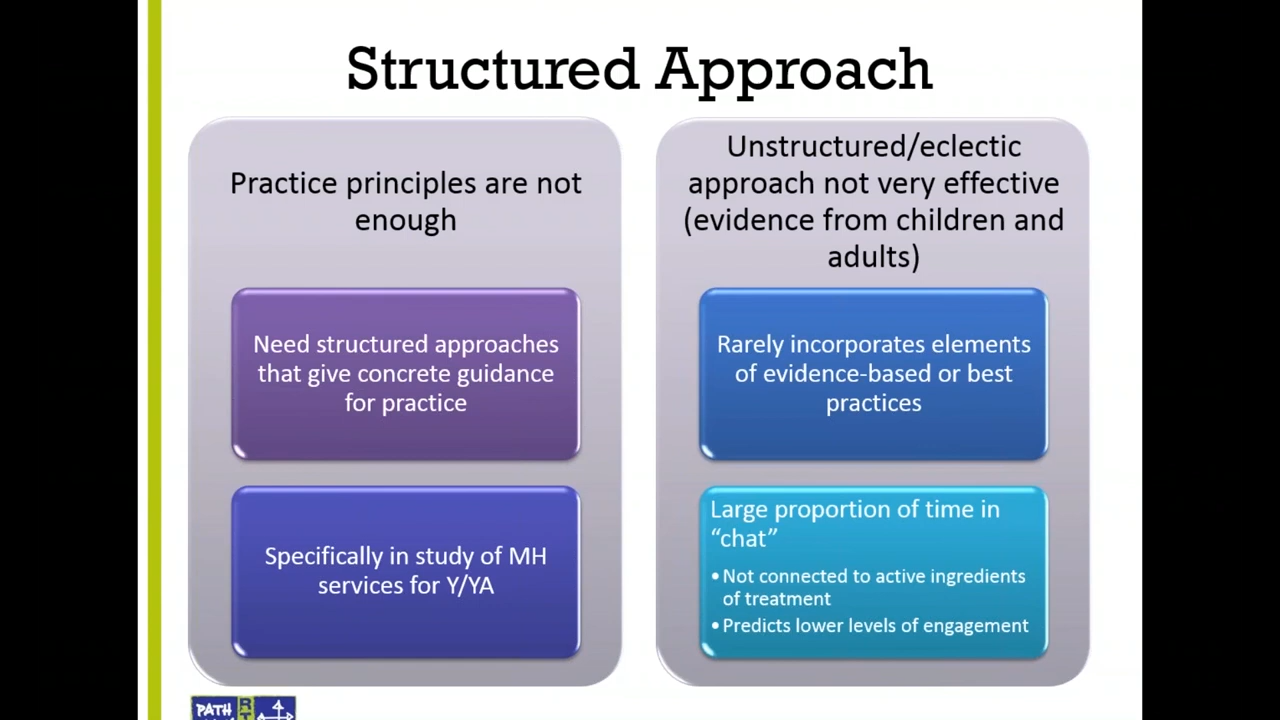 Structured Approach
Practice principles are not
enough
Need structured approaches
that give concrete guidance
for practice
Specifically in study of MH
services for Y/YA
Unstructured/eclectic
approach not very effective
(evidence from children and
adults)
Rarely incorporates elements
of evidence-based or best
practices
Large proportion of time in
“chat”
•Not connected to active ingredients
of treatment
•Predicts lower levels of engagement
PATH R